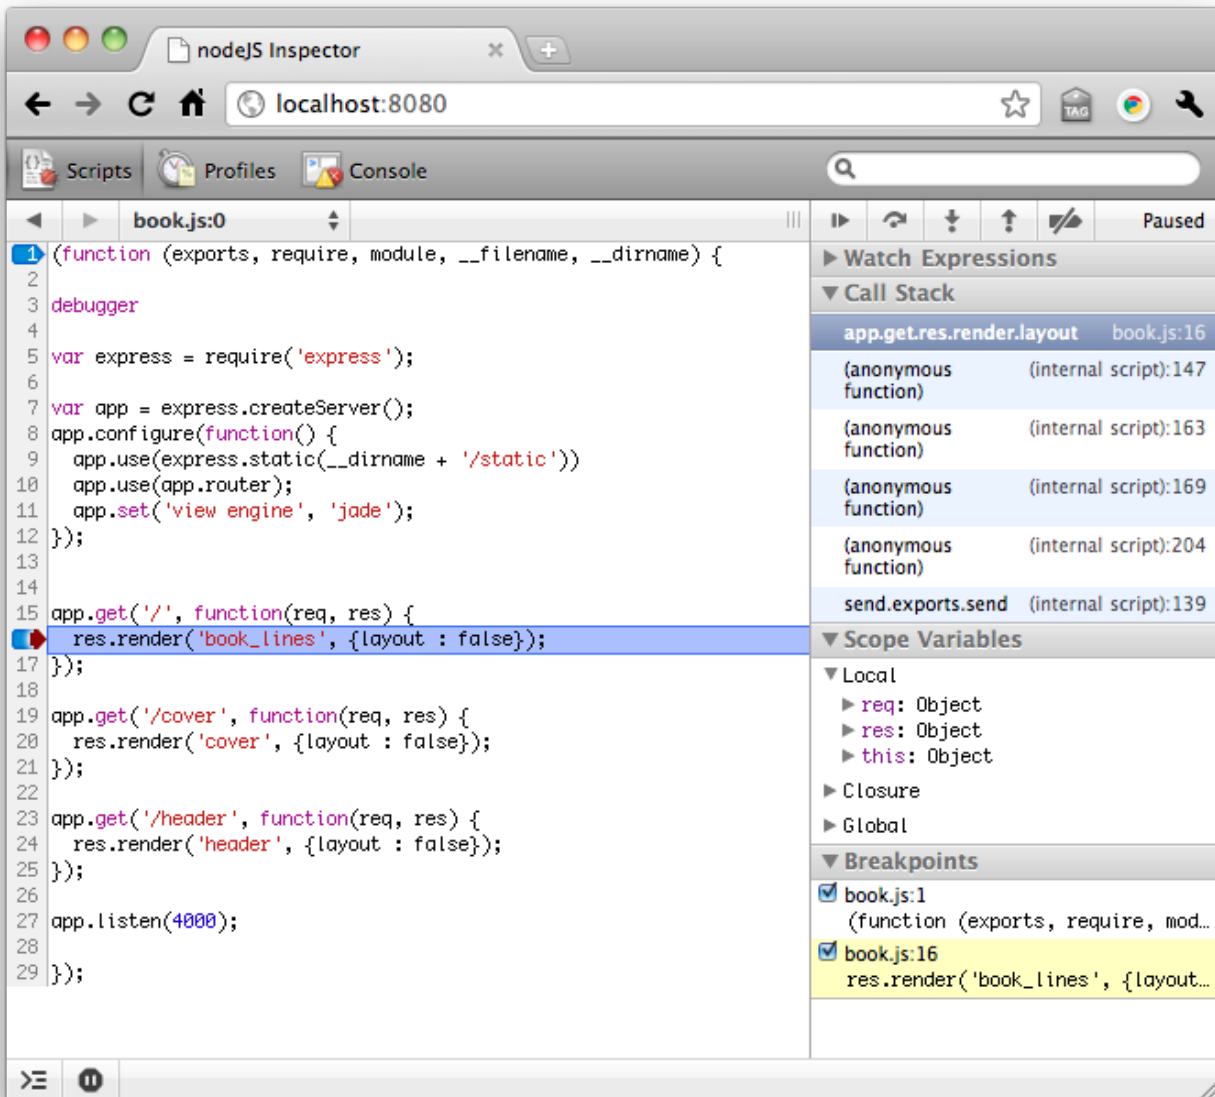 nodeJS Inspector
localhost:8080
TAG
Scripts Profiles Console
book.js:0
Paused
1 (function (exports, require, module, __filename, __dirname) {
2
3 debugger
4
5 var express = require('express');
6
7 var app = express.createServer();
8 app.configure(function() {
9   app.use(express.static(__dirname + '/static'))
10   app.use(app.router);
11   app.set('view engine', 'jade');
12 });
13
14
15 app.get('/', function(req, res) {
  res.render('book_lines', {layout : false});
17 });
18
19 app.get('/cover', function(req, res) {
20   res.render('cover', {layout : false});
21 });
22
23 app.get('/header', function(req, res) {
24   res.render('header', {layout : false});
25 });
26
27 app.listen(4000);
28
29 });
Watch Expressions
Call Stack
app.get.res.render.layout book.js:16
(anonymous (internal script):147
function)
(anonymous (internal script):163
function)
(anonymous (internal script):169
function)
(anonymous (internal script):204
function)
send.exports.send (internal script):139
Scope Variables
Local
req: Object
res: Object
this: Object
Closure
Global
Breakpoints
book.js:1
(function (exports, require, mod…
book.js:16
res.render('book_lines', {layout…